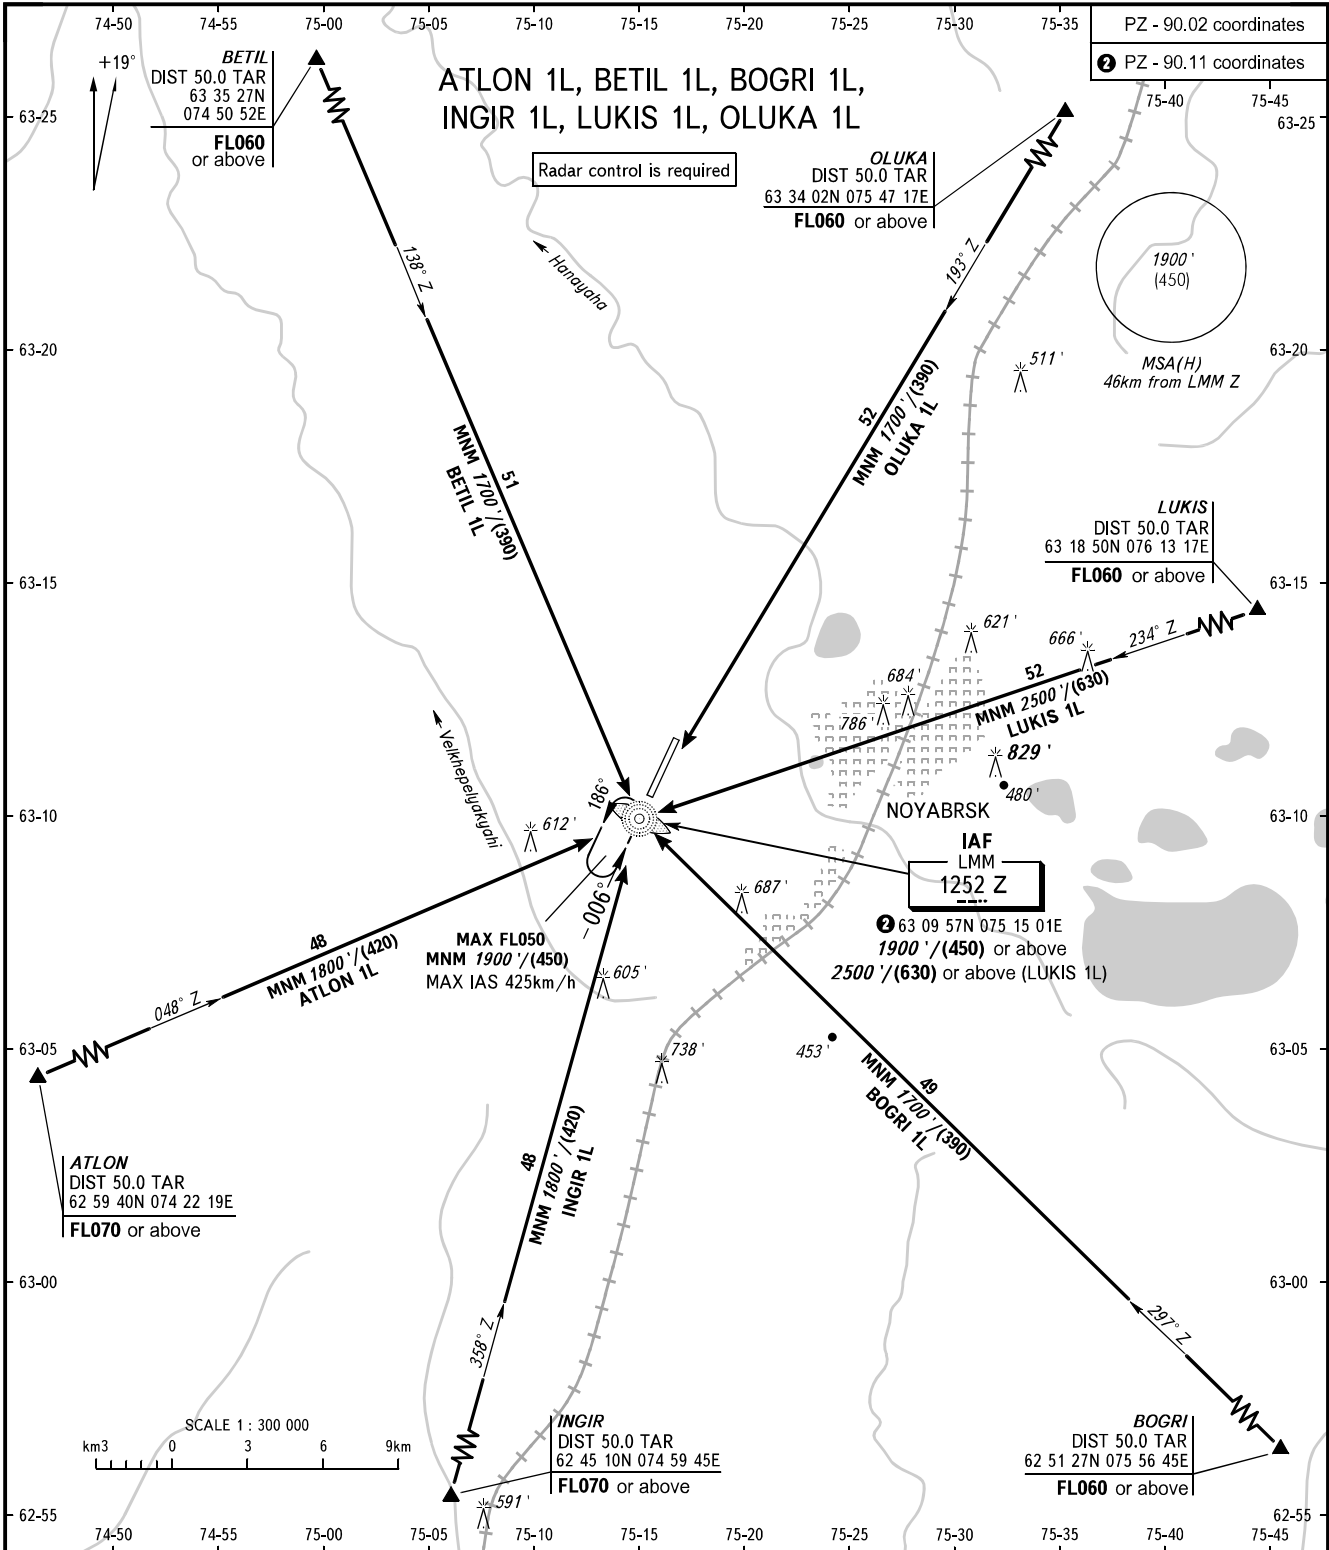 74-50 74-55 75-00 75-05 75-10 75-15 75-20 75-25 75-30 75-35
PZ - 90.02 coordinates
2 PZ - 90.11 coordinates
75-40 75-45
+19°
63-25
63-25
BETIL
DIST 50.0 TAR
63 35 27N
074 50 52E
FL060
or above
ATLON 1L, BETIL 1L, BOGRI 1L,
INGIR 1L, LUKIS 1L, OLUKA 1L
Radar control is required
OLUKA
DIST 50.0 TAR
63 34 02N 075 47 17E
FL060 or above
1900'
(450)
MSA(H)
46km from LMM Z
138° Z
Hanayaha
193° Z
63-20
63-20
511'
51
MNM 1700'/(390)
BETIL 1L
52
MNM 1700'/(390)
OLUKA 1L
LUKIS
DIST 50.0 TAR
63 18 50N 076 13 17E
FL060 or above
63-15
63-15
621'
666'
234° Z
684'
786'
52
MNM 2500'/(630)
LUKIS 1L
829'
480'
Velkhepelyakyahi
186°
63-10
63-10
612'
NOYABRSK
IAF
LMM
1252 Z
2 63 09 57N 075 15 01E
1900'/(450) or above
2500'/(630) or above (LUKIS 1L)
687'
006°
MAX FL050
MNM 1900'/(450)
MAX IAS 425km/h
605'
48
MNM 1800'/(420)
ATLON 1L
048° Z
63-05
63-05
738'
453'
49
MNM 1700'/(390)
BOGRI 1L
48
MNM 1800'/(420)
INGIR 1L
ATLON
DIST 50.0 TAR
62 59 40N 074 22 19E
FL070 or above
63-00
63-00
358° Z
297° Z
SCALE 1 : 300 000
km3 0 3 6 9km
INGIR
DIST 50.0 TAR
62 45 10N 074 59 45E
FL070 or above
BOGRI
DIST 50.0 TAR
62 51 27N 075 56 45E
FL060 or above
591'
62-55
62-55
74-50 74-55 75-00 75-05 75-10 75-15 75-20 75-25 75-30 75-35 75-40 75-45